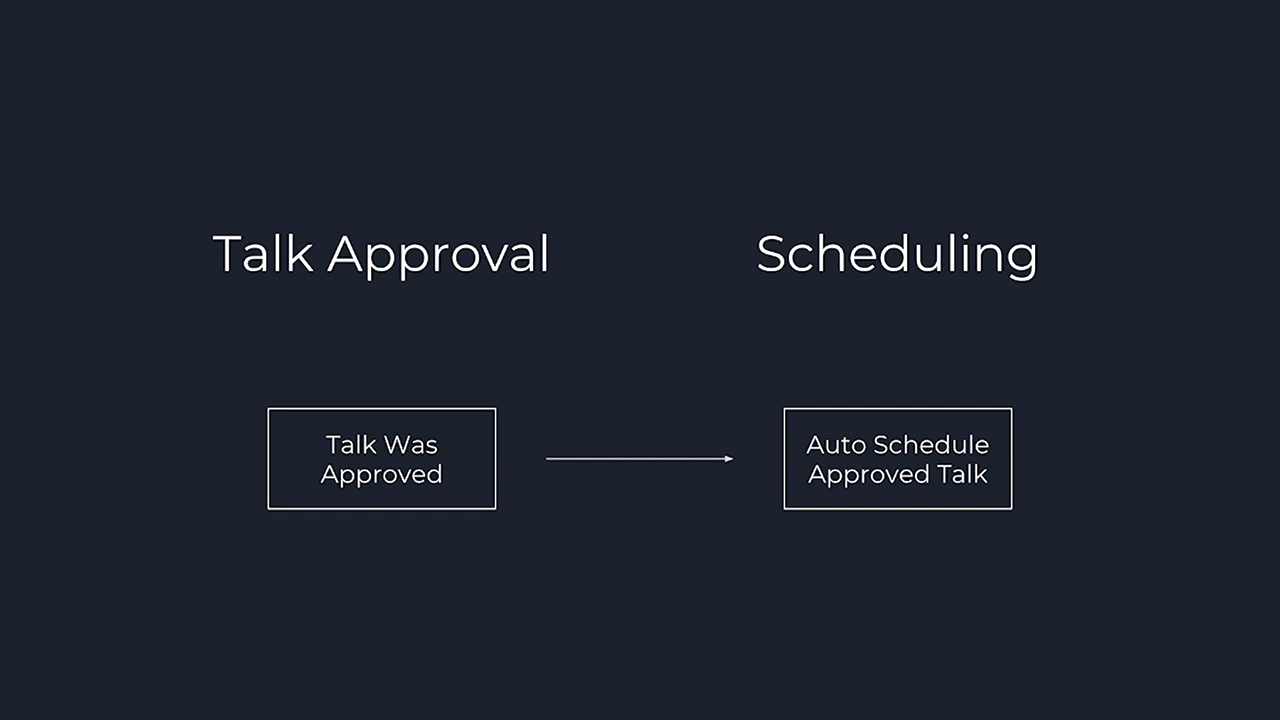 Talk Approval
Scheduling
Talk Was
Approved
Auto Schedule
Approved Talk